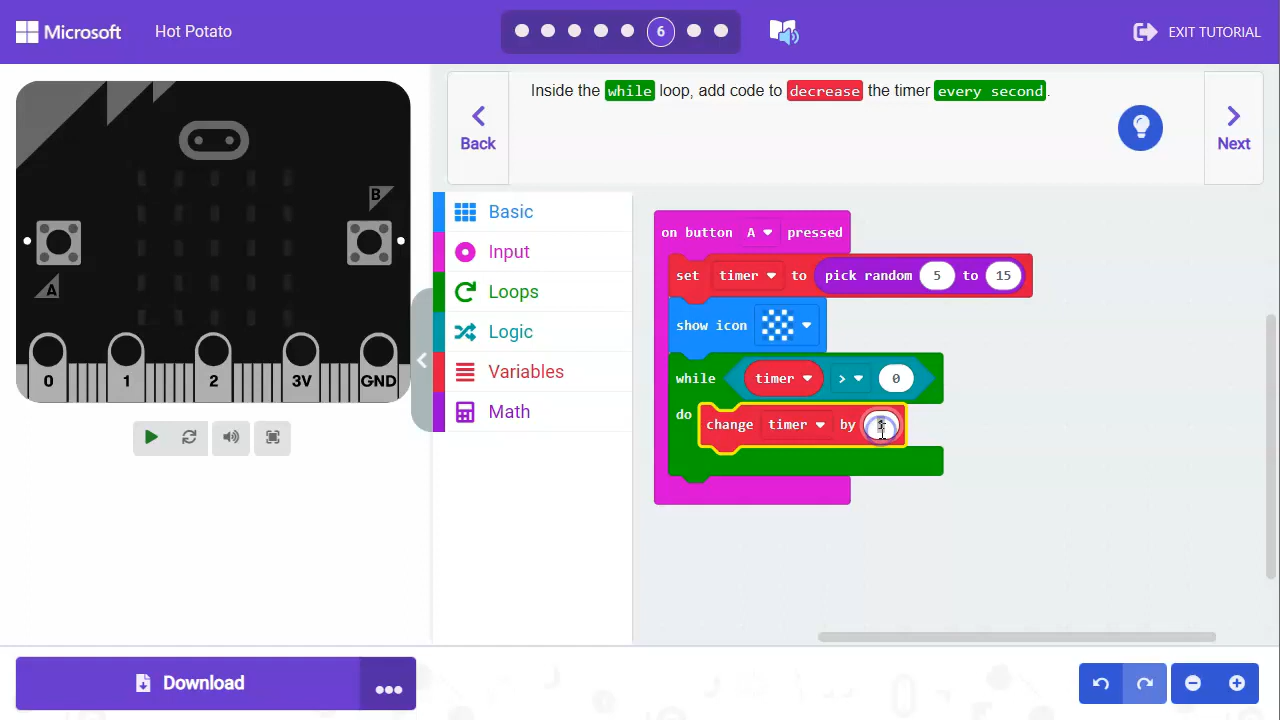 Microsoft
Hot Potato
6
EXIT TUTORIAL
Inside the while loop, add code to decrease the timer every second.
Back
Next
B
A
0 1 2 3V GND
Basic
Input
Loops
Logic
Variables
Math
on button A pressed
set timer to pick random 5 to 15
show icon
while timer > 0
do
change timer by
Download